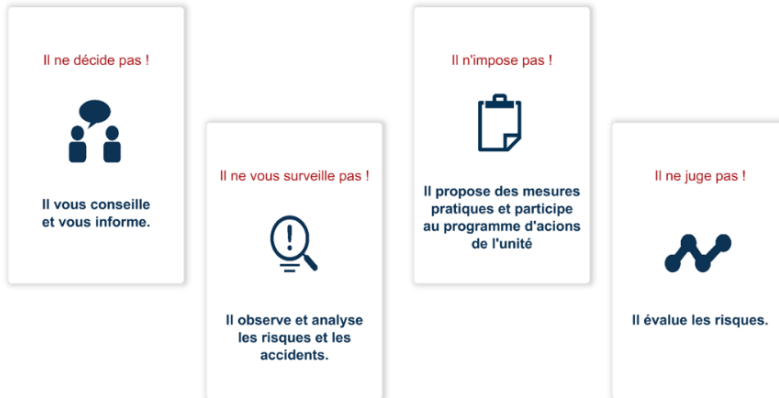 Il ne décide pas !
Il vous conseille
et vous informe.
Il ne vous surveille pas !
Il observe et analyse
les risques et les
accidents.
Il n'impose pas !
Il propose des mesures
pratiques et participe
au programme d'acions
de l'unité
Il ne juge pas !
Il évalue les risques.